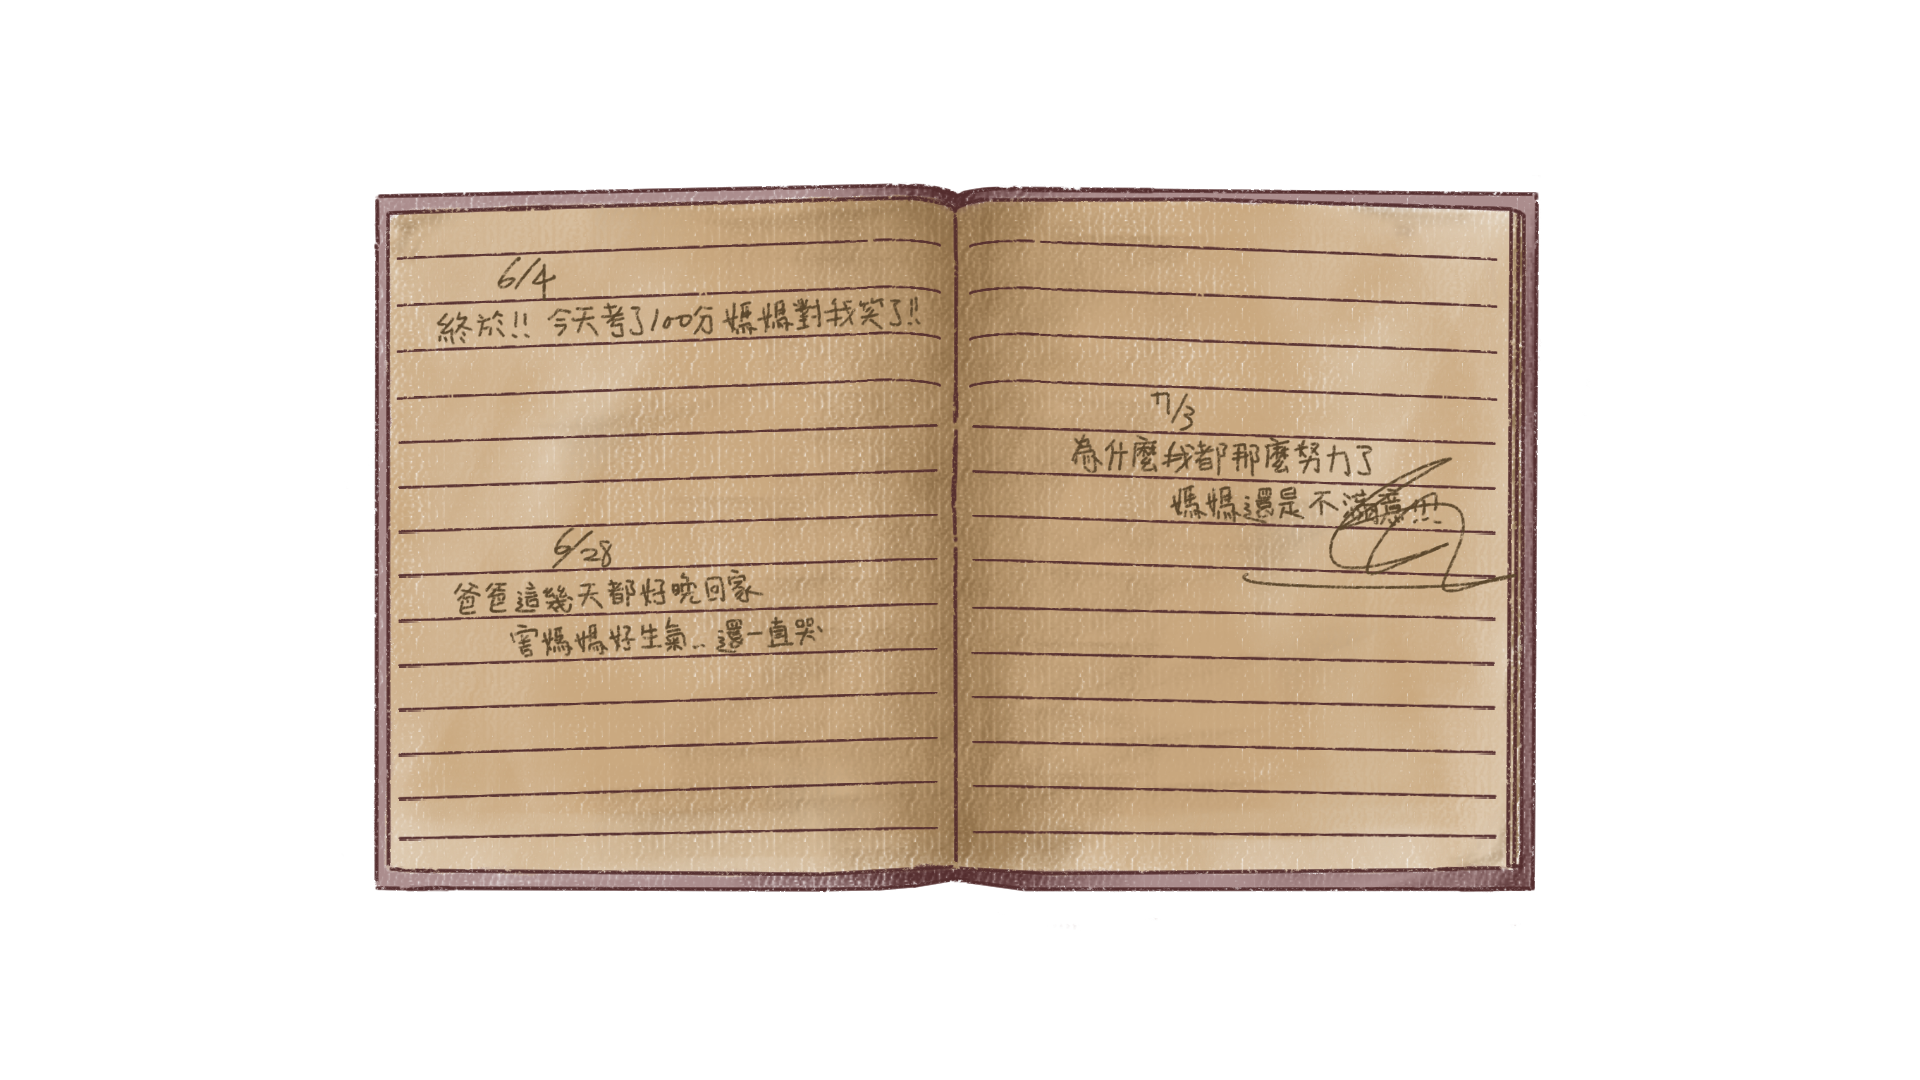 6/4
終於!! 今天考了100分 媽媽對我笑了!!
6/28
爸爸這幾天都好晚回家
害媽媽好生氣..還一直哭
7/3
為什麼我都那麼努力了
媽媽還是不滿意!!!